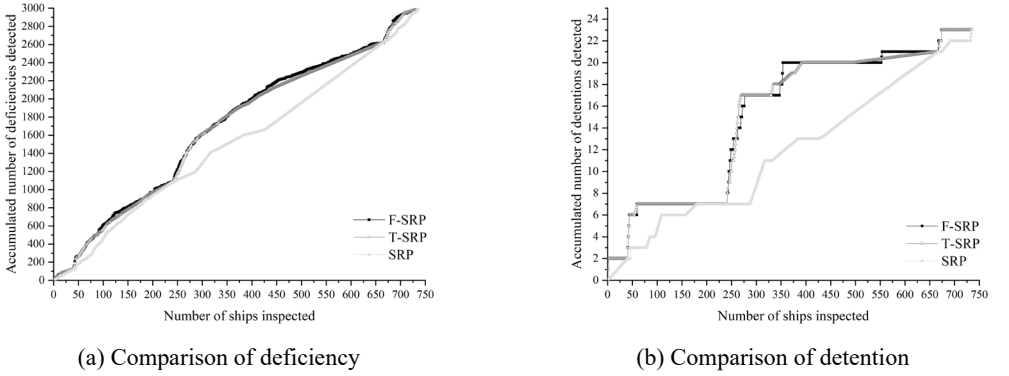 Accumulated number of deficiencies detected
3000
2800
2600
2400
2200
2000
1800
1600
1400
1200
1000
800
600
400
200
0
F-SRP
T-SRP
SRP
0 50 100 150 200 250 300 350 400 450 500 550 600 650 700 750
Number of ships inspected
(a) Comparison of deficiency
Accumulated number of detentions detected
24
22
20
18
16
14
12
10
8
6
4
2
0
F-SRP
T-SRP
SRP
0 50 100 150 200 250 300 350 400 450 500 550 600 650 700 750
Number of ships inspected
(b) Comparison of detention